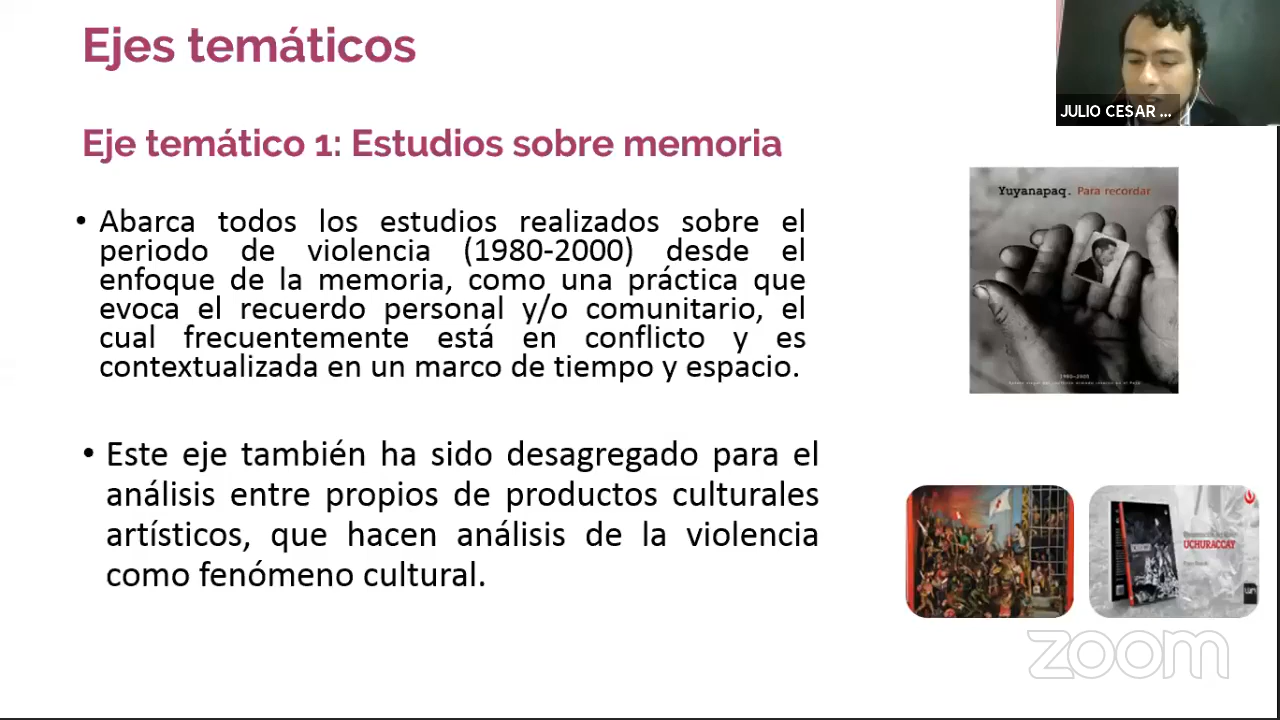 Ejes temáticos
JULIO CESAR ...
Eje temático 1: Estudios sobre memoria
• Abarca todos los estudios realizados sobre el
periodo de violencia (1980-2000) desde el
enfoque de la memoria, como una práctica que
evoca el recuerdo personal y/o comunitario, el
cual frecuentemente está en conflicto y es
contextualizada en un marco de tiempo y espacio.
• Este eje también ha sido desagregado para el
análisis entre propios de productos culturales
artísticos, que hacen análisis de la violencia
como fenómeno cultural.
Yuyanapaq. Para recordar
1980-2000
UCHURACCAY
zoom